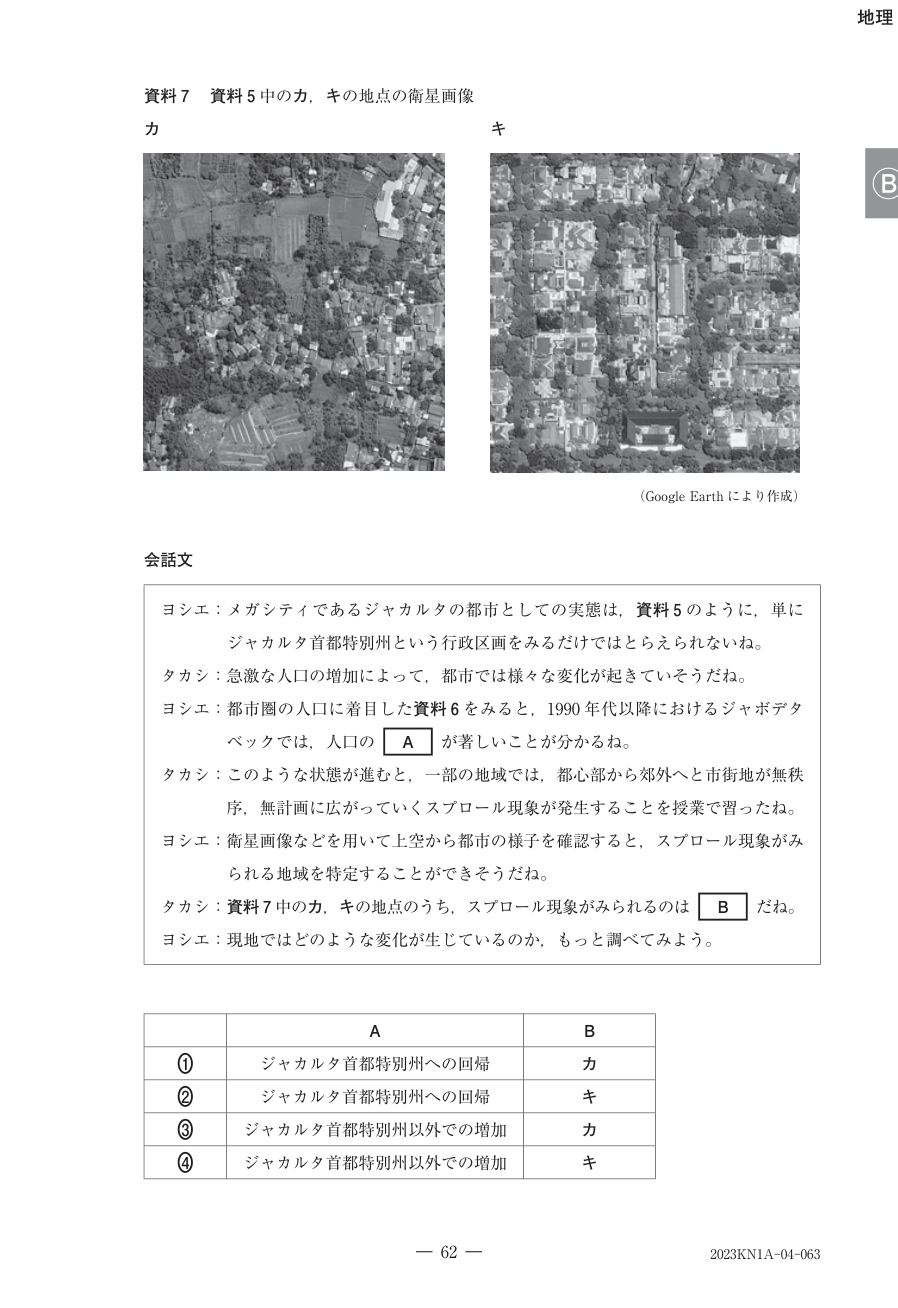 地理
資料7　資料5中のカ，キの地点の衛星画像
カ
キ
B
（Google Earth により作成）
会話文
ヨシエ：メガシティであるジャカルタの都市としての実態は，資料5のように，単に
ジャカルタ首都特別州という行政区画をみるだけではとらえられないね。
タカシ：急激な人口の増加によって，都市では様々な変化が起きていそうだね。
ヨシエ：都市圏の人口に着目した資料6をみると，1990年代以降におけるジャボデタ
ベックでは，人口の A が著しいことが分かるね。
タカシ：このような状態が進むと，一部の地域では，都心部から郊外へと市街地が無秩
序，無計画に広がっていくスプロール現象が発生することを授業で習ったね。
ヨシエ：衛星画像などを用いて上空から都市の様子を確認すると，スプロール現象がみ
られる地域を特定することができそうだね。
タカシ：資料7中のカ，キの地点のうち，スプロール現象がみられるのは B だね。
ヨシエ：現地ではどのような変化が生じているのか，もっと調べてみよう。
A B
① ジャカルタ首都特別州への回帰 カ
② ジャカルタ首都特別州への回帰 キ
③ ジャカルタ首都特別州以外での増加 カ
④ ジャカルタ首都特別州以外での増加 キ
— 62 —
2023KN1A-04-063